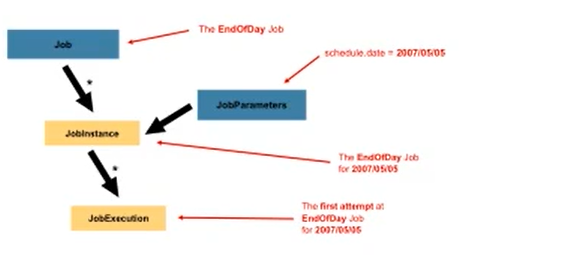 The EndOfDay Job
Job
schedule.date = 2007/05/05
*
JobParameters
JobInstance
The EndOfDay Job
for 2007/05/05
*
The first attempt at
EndOfDay Job
for 2007/05/05
JobExecution